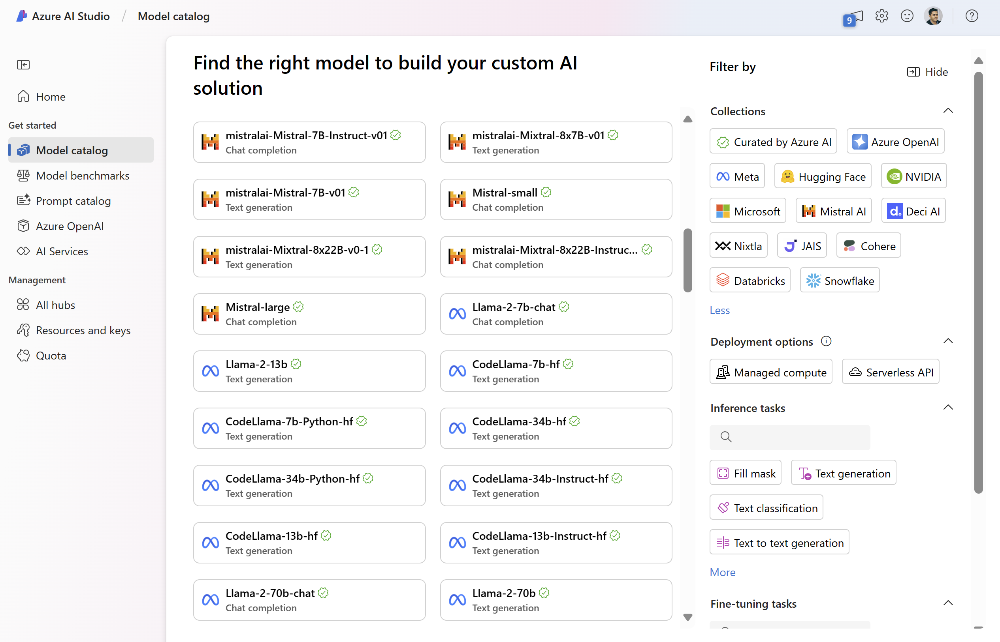 Azure AI Studio / Model catalog
9
Home
Get started
Model catalog
Model benchmarks
Prompt catalog
Azure OpenAI
AI Services
Management
All hubs
Resources and keys
Quota
Find the right model to build your custom AI
solution
mistralai-Mistral-7B-Instruct-v01
Chat completion
mistralai-Mixtral-8x7B-v01
Text generation
mistralai-Mistral-7B-v01
Text generation
Mistral-small
Chat completion
mistralai-Mixtral-8x22B-v0-1
Text generation
mistralai-Mixtral-8x22B-Instruc...
Chat completion
Mistral-large
Chat completion
Llama-2-7b-chat
Chat completion
Llama-2-13b
Text generation
CodeLlama-7b-hf
Text generation
CodeLlama-7b-Python-hf
Text generation
CodeLlama-34b-hf
Text generation
CodeLlama-34b-Python-hf
Text generation
CodeLlama-34b-Instruct-hf
Text generation
CodeLlama-13b-hf
Text generation
CodeLlama-13b-Instruct-hf
Text generation
Llama-2-70b-chat
Chat completion
Llama-2-70b
Text generation
Filter by
Hide
Collections
Curated by Azure AI
Azure OpenAI
Meta
Hugging Face
NVIDIA
Microsoft
Mistral AI
d. Deci AI
Nixtla
JAIS
Cohere
Databricks
Snowflake
Less
Deployment options
Managed compute
Serverless API
Inference tasks
Fill mask
Text generation
Text classification
Text to text generation
More
Fine-tuning tasks